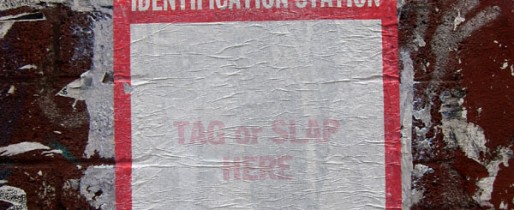 IDENTIFICATION STATION
TAG or SLAP
HERE